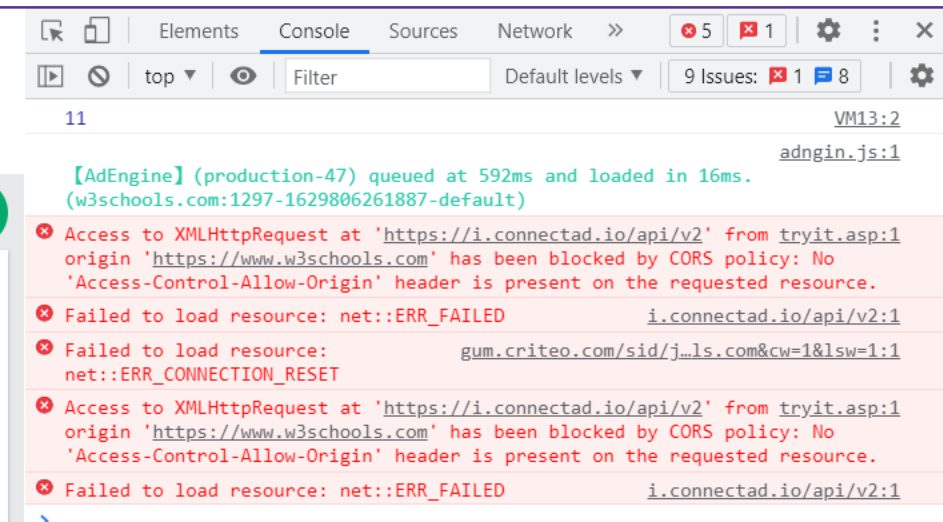 Elements Console Sources Network » 5 1
top ▼ Filter Default levels ▼ 9 Issues: 1 8
11 VM13:2
adngin.js:1
【AdEngine】(production-47) queued at 592ms and loaded in 16ms.
(w3schools.com:1297-1629806261887-default)
Access to XMLHttpRequest at 'https://i.connectad.io/api/v2' from tryit.asp:1
origin 'https://www.w3schools.com' has been blocked by CORS policy: No
'Access-Control-Allow-Origin' header is present on the requested resource.
Failed to load resource: net::ERR_FAILED i.connectad.io/api/v2:1
Failed to load resource: gum.criteo.com/sid/j…ls.com&cw=1&lsw=1:1
net::ERR_CONNECTION_RESET
Access to XMLHttpRequest at 'https://i.connectad.io/api/v2' from tryit.asp:1
origin 'https://www.w3schools.com' has been blocked by CORS policy: No
'Access-Control-Allow-Origin' header is present on the requested resource.
Failed to load resource: net::ERR_FAILED i.connectad.io/api/v2:1